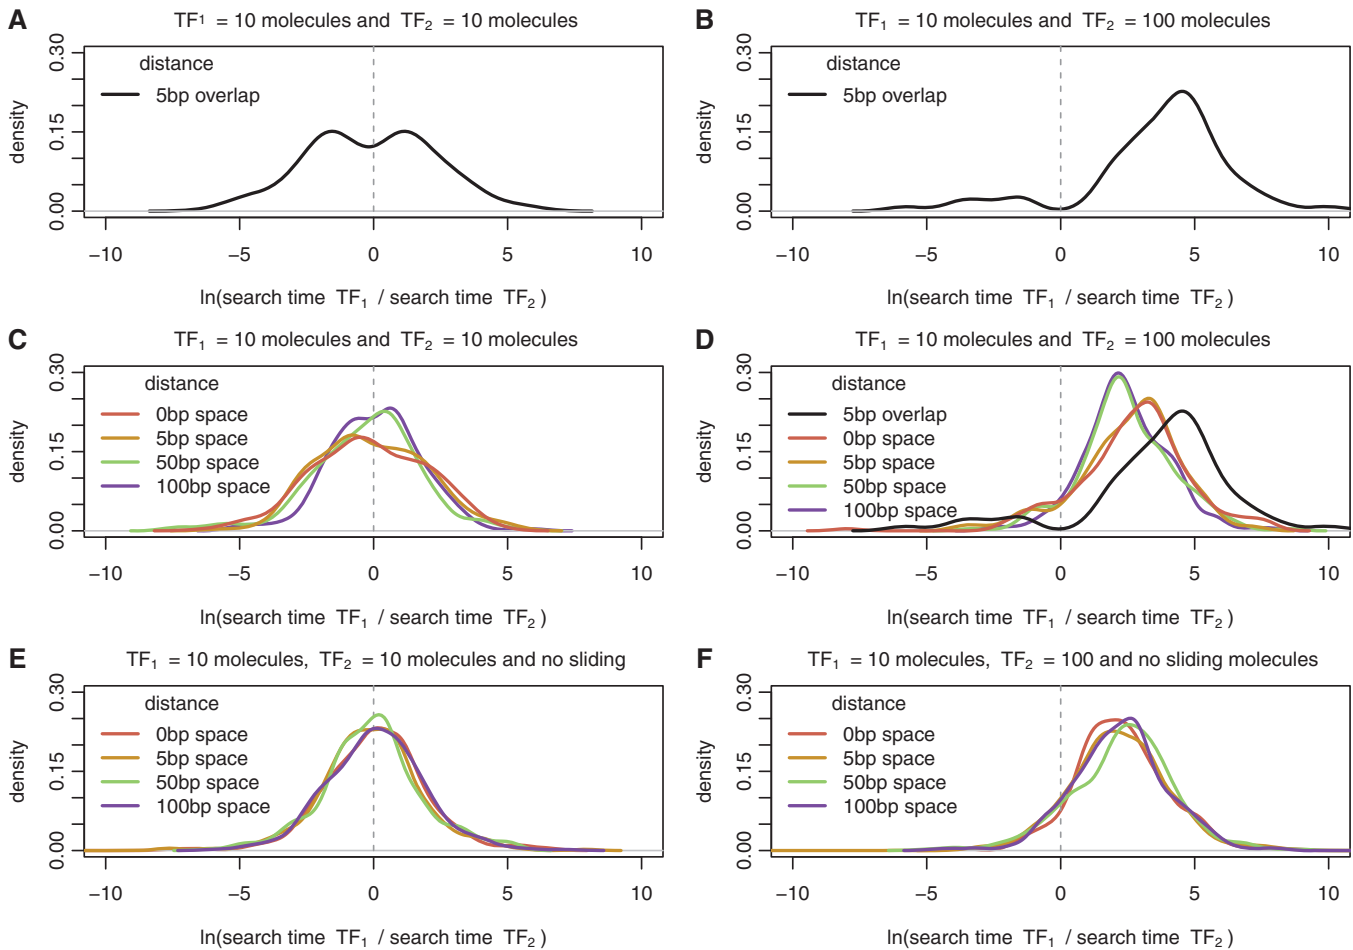 A
TF1 = 10 molecules and TF2 = 10 molecules
distance
5bp overlap
density
0.00 0.15 0.30
−10 −5 0 5 10
ln(search time TF1 / search time TF2 )
B
TF1 = 10 molecules and TF2 = 100 molecules
distance
5bp overlap
density
0.00 0.15 0.30
−10 −5 0 5 10
ln(search time TF1 / search time TF2 )
C
TF1 = 10 molecules and TF2 = 10 molecules
distance
0bp space
5bp space
50bp space
100bp space
density
0.00 0.15 0.30
−10 −5 0 5 10
ln(search time TF1 / search time TF2 )
D
TF1 = 10 molecules and TF2 = 100 molecules
distance
5bp overlap
0bp space
5bp space
50bp space
100bp space
density
0.00 0.15 0.30
−10 −5 0 5 10
ln(search time TF1 / search time TF2 )
E
TF1 = 10 molecules, TF2 = 10 molecules and no sliding
distance
0bp space
5bp space
50bp space
100bp space
density
0.00 0.15 0.30
−10 −5 0 5 10
ln(search time TF1 / search time TF2 )
F
TF1 = 10 molecules, TF2 = 100 and no sliding molecules
distance
0bp space
5bp space
50bp space
100bp space
density
0.00 0.15 0.30
−10 −5 0 5 10
ln(search time TF1 / search time TF2 )